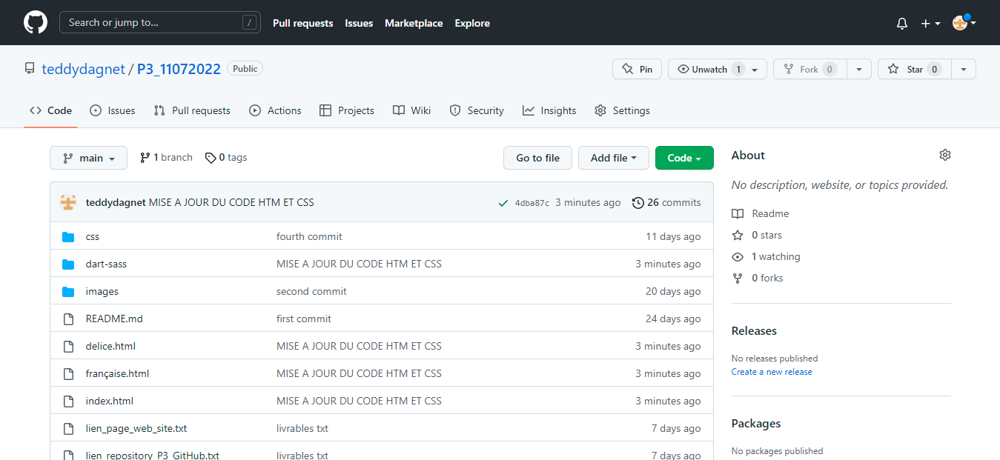 Search or jump to... / Pull requests Issues Marketplace Explore
teddydagnet / P3_11072022 Public Pin Unwatch 1 Fork 0 Star 0
Code Issues Pull requests Actions Projects Wiki Security Insights Settings
main 1 branch 0 tags Go to file Add file Code
teddydagnet MISE A JOUR DU CODE HTM ET CSS 4dba87c 3 minutes ago 26 commits
css fourth commit 11 days ago
dart-sass MISE A JOUR DU CODE HTM ET CSS 3 minutes ago
images second commit 20 days ago
README.md first commit 24 days ago
delice.html MISE A JOUR DU CODE HTM ET CSS 3 minutes ago
française.html MISE A JOUR DU CODE HTM ET CSS 3 minutes ago
index.html MISE A JOUR DU CODE HTM ET CSS 3 minutes ago
lien_page_web_site.txt livrables txt 7 days ago
lien_repository_P3_GitHub.txt livrables txt 7 days ago
About
No description, website, or topics provided.
Readme
0 stars
1 watching
0 forks
Releases
No releases published
Create a new release
Packages
No packages published